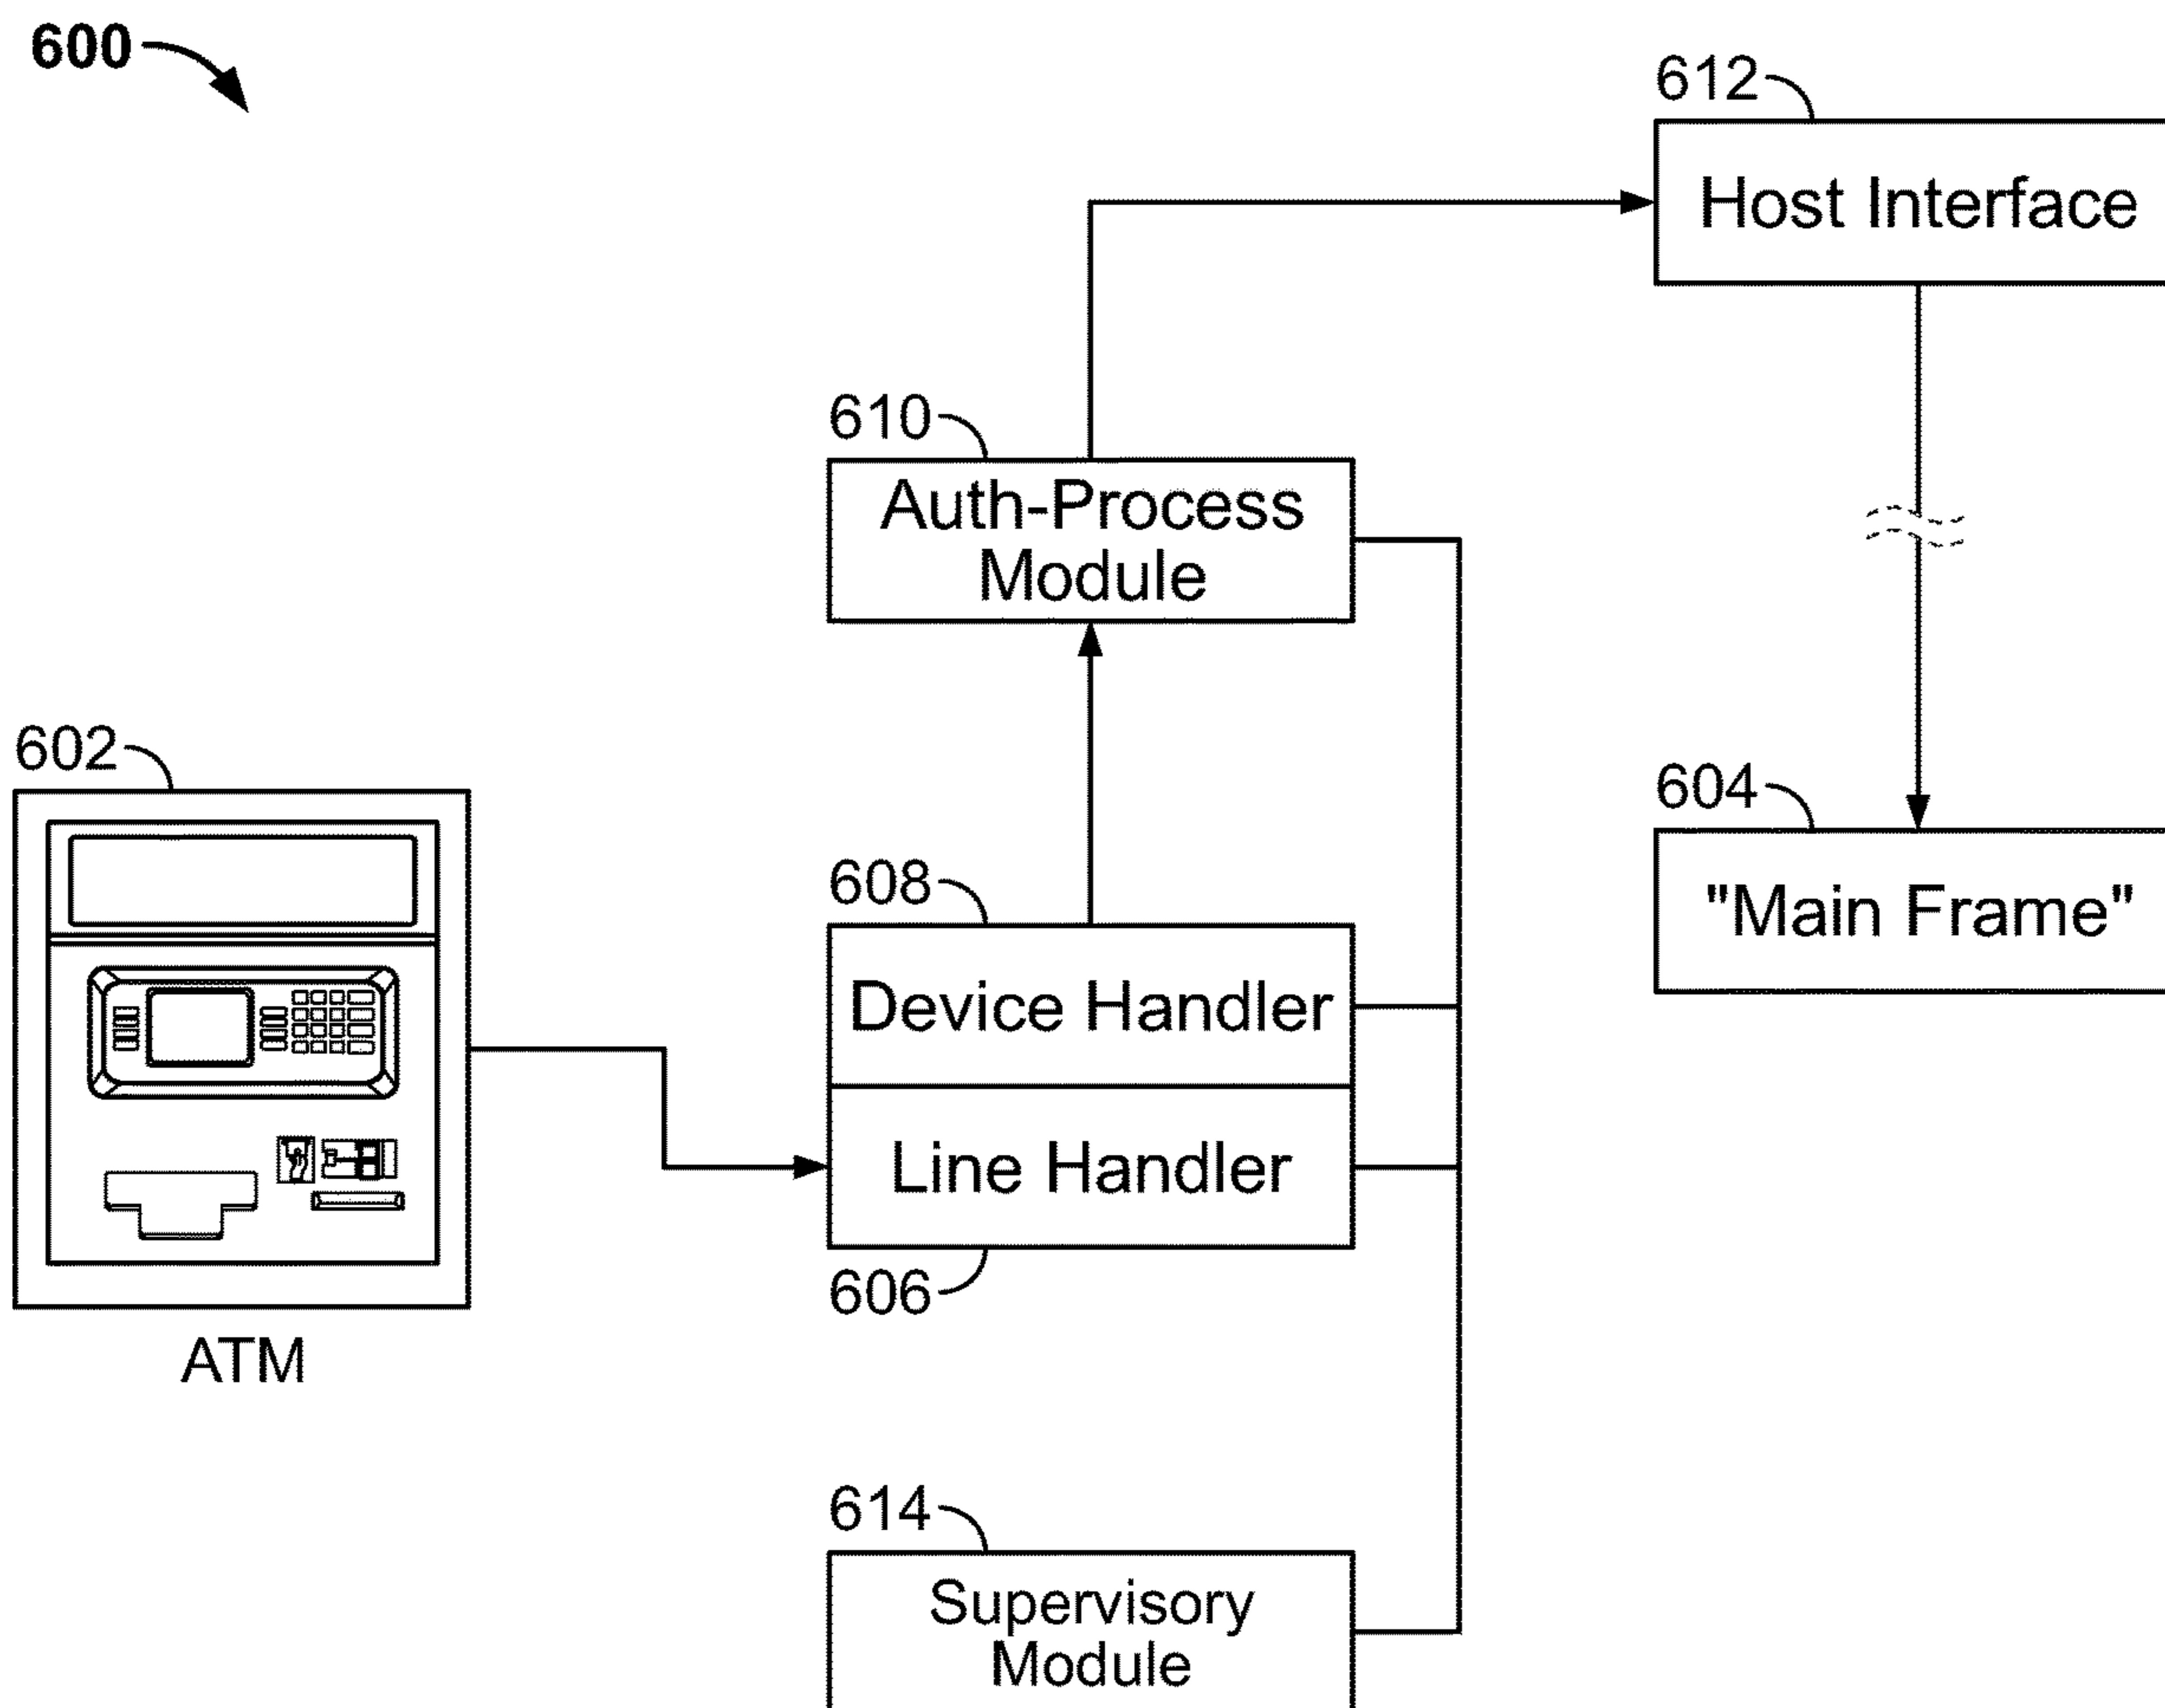 600
612
Host Interface
610
Auth-Process
Module
602
604
"Main Frame"
608
Device Handler
Line Handler
606
ATM
614
Supervisory
Module